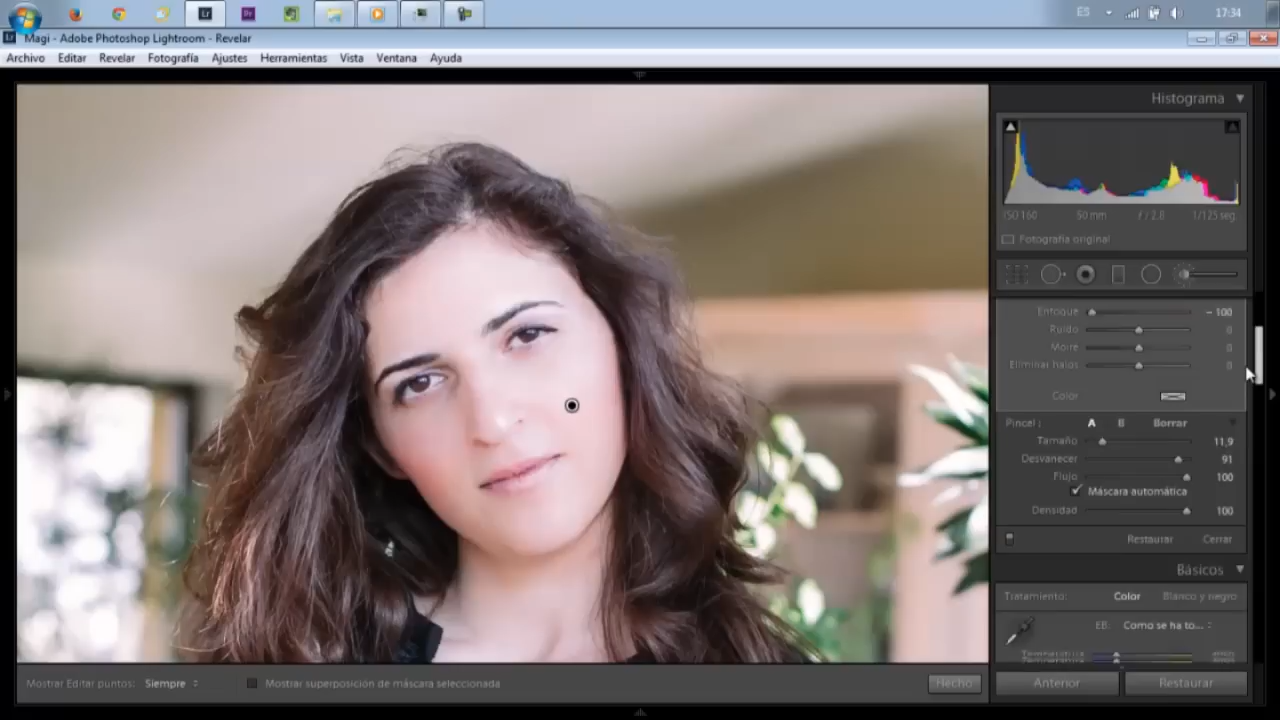 ES 17:34
Magi - Adobe Photoshop Lightroom - Revelar
Archivo Editar Revelar Fotografía Ajustes Herramientas Vista Ventana Ayuda
Histograma
ISO 160 50 mm f / 2,8 1/125 seg.
Fotografía original
Enfoque - 100
Ruido 0
Moiré 0
Eliminar halos 0
Color
Pincel : A B Borrar
Tamaño 11,9
Desvanecer 91
Flujo 100
Máscara automática
Densidad 100
Restaurar Cerrar
Básicos
Tratamiento: Color Blanco y negro
EB: Como se ha to...
Temperatura
Mostrar Editar puntos: Siempre Mostrar superposición de máscara seleccionada Hecho
Anterior Restaurar